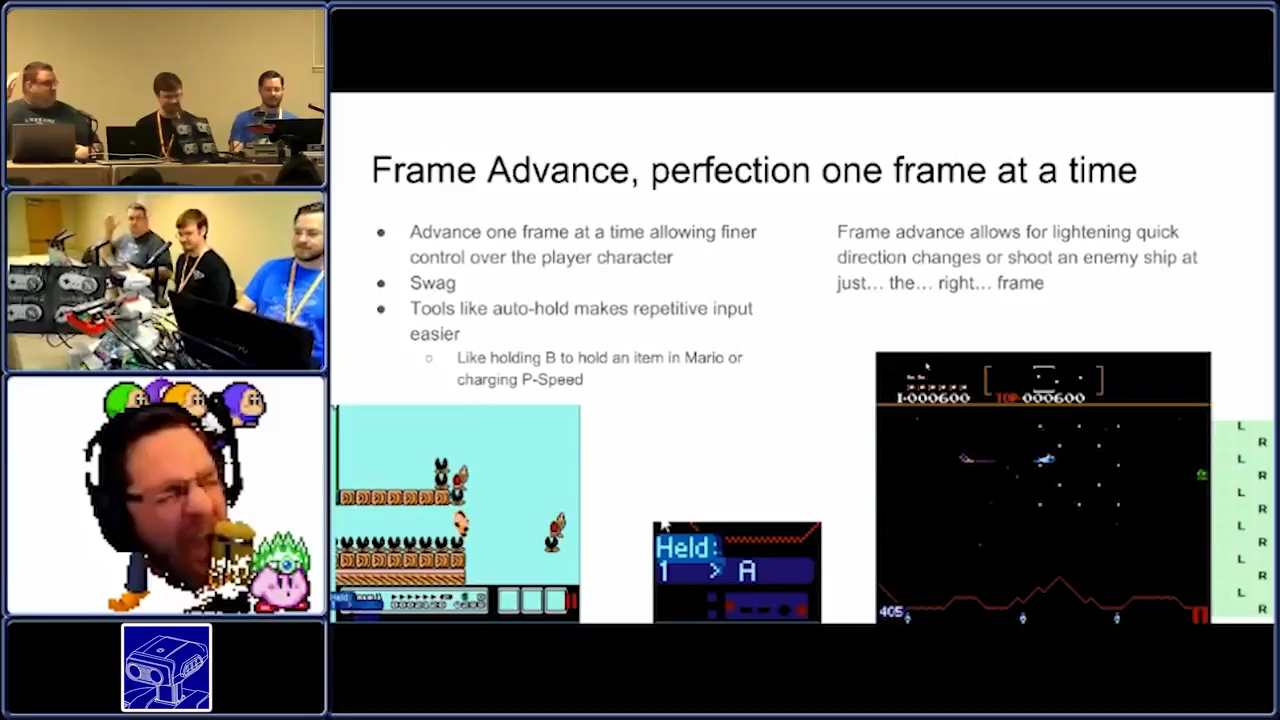 Frame Advance, perfection one frame at a time
● Advance one frame at a time allowing finer
control over the player character
● Swag
● Tools like auto-hold makes repetitive input
easier
○ Like holding B to hold an item in Mario or
charging P-Speed
Frame advance allows for lightening quick
direction changes or shoot an enemy ship at
just... the... right... frame
Held:
1 > A
I-000600 TOP-000600
405
L
R
L
R
L
R
L
R
L
R
L
R